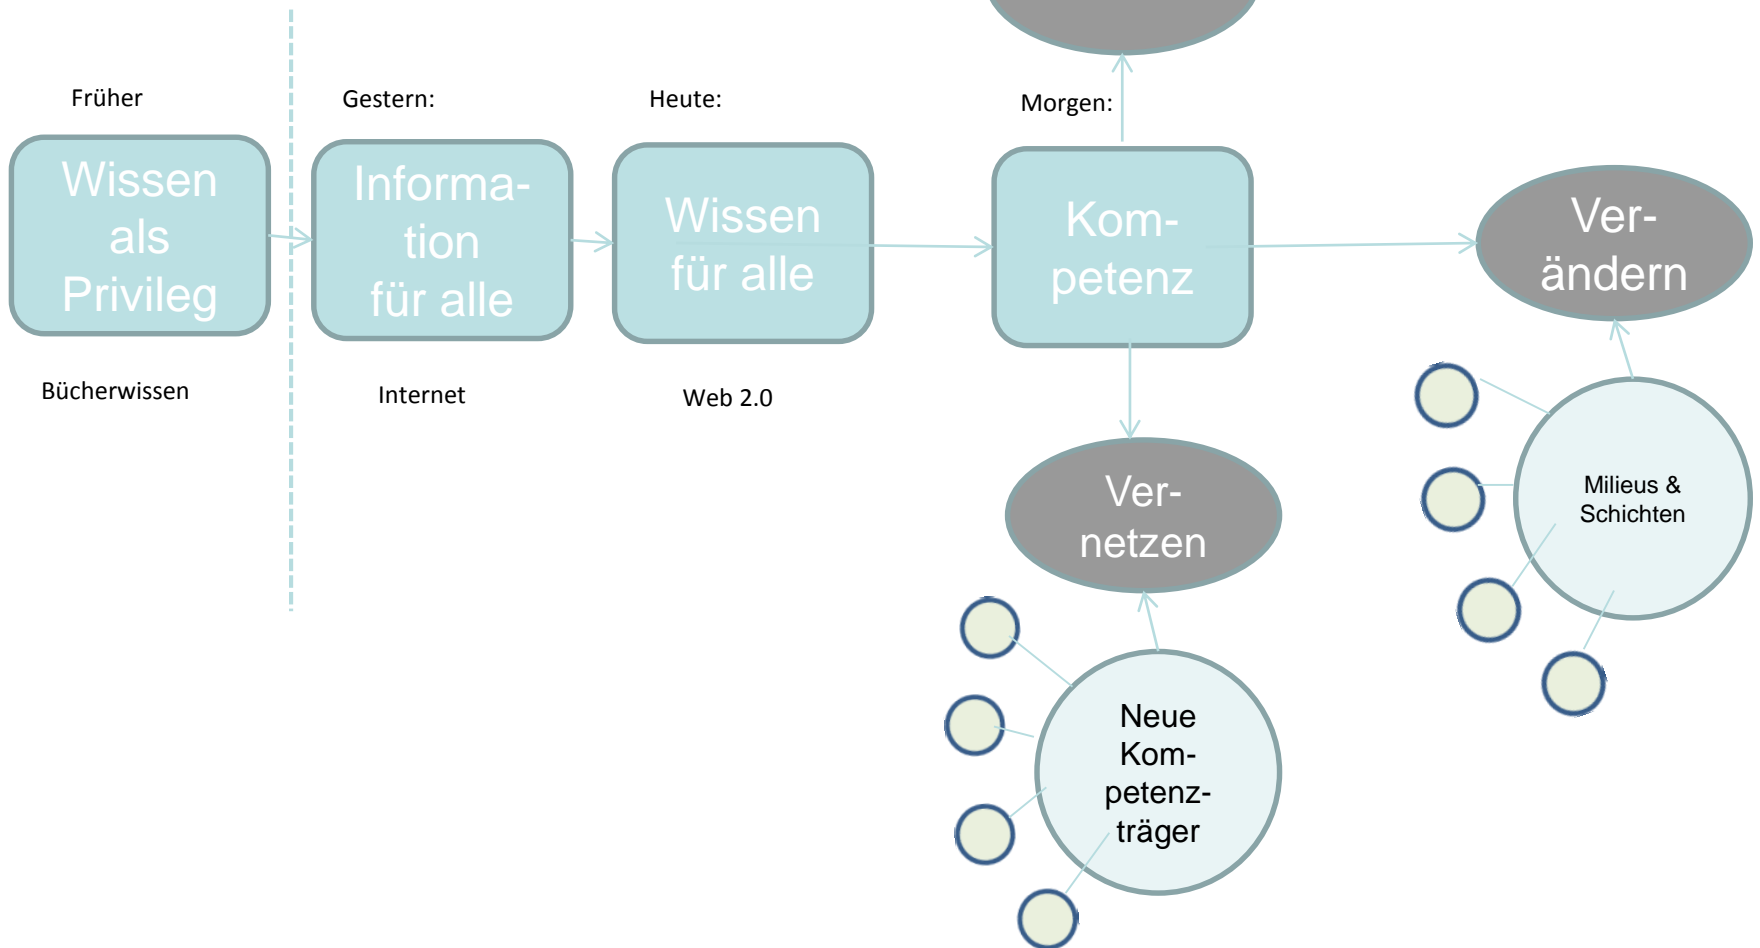 Früher
Gestern:
Heute:
Morgen:
Wissen
als
Privileg
Informa-
tion
für alle
Wissen
für alle
Kom-
petenz
Ver-
ändern
Bücherwissen
Internet
Web 2.0
Ver-
netzen
Milieus &
Schichten
Neue
Kom-
petenz-
träger